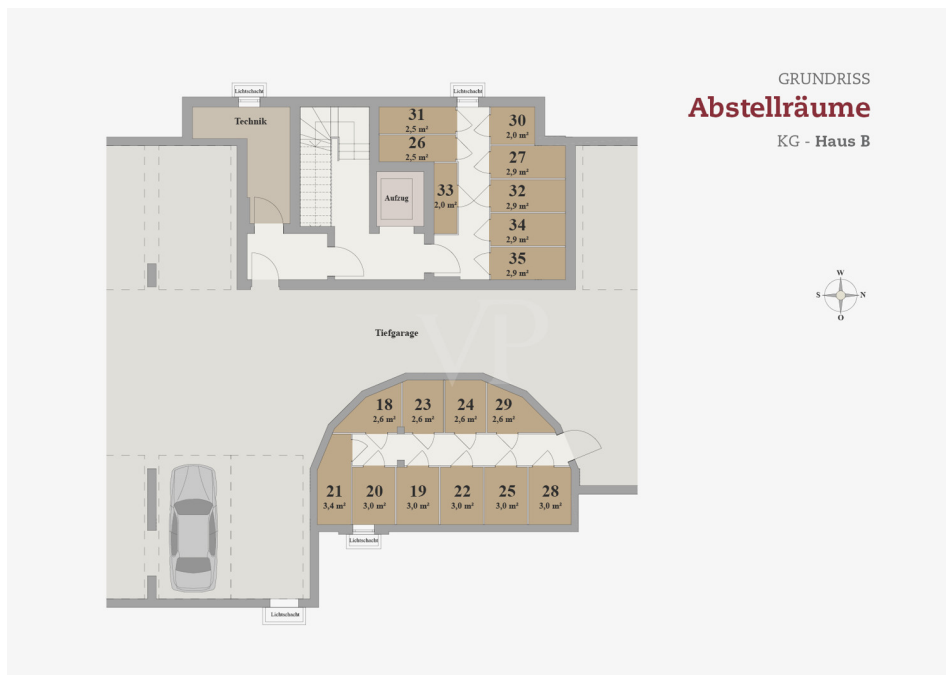 GRUNDRISS
Abstellräume
KG - Haus B
Lichtschacht
Lichtschacht
Technik
31
2,5 m²
26
2,5 m²
30
2,0 m²
27
2,9 m²
33
2,0 m²
32
2,9 m²
34
2,9 m²
35
2,9 m²
Aufzug
W
S
N
O
Tiefgarage
VP
18
2,6 m²
23
2,6 m²
24
2,6 m²
29
2,6 m²
21
3,4 m²
20
3,0 m²
19
3,0 m²
22
3,0 m²
25
3,0 m²
28
3,0 m²
Lichtschacht
Lichtschacht